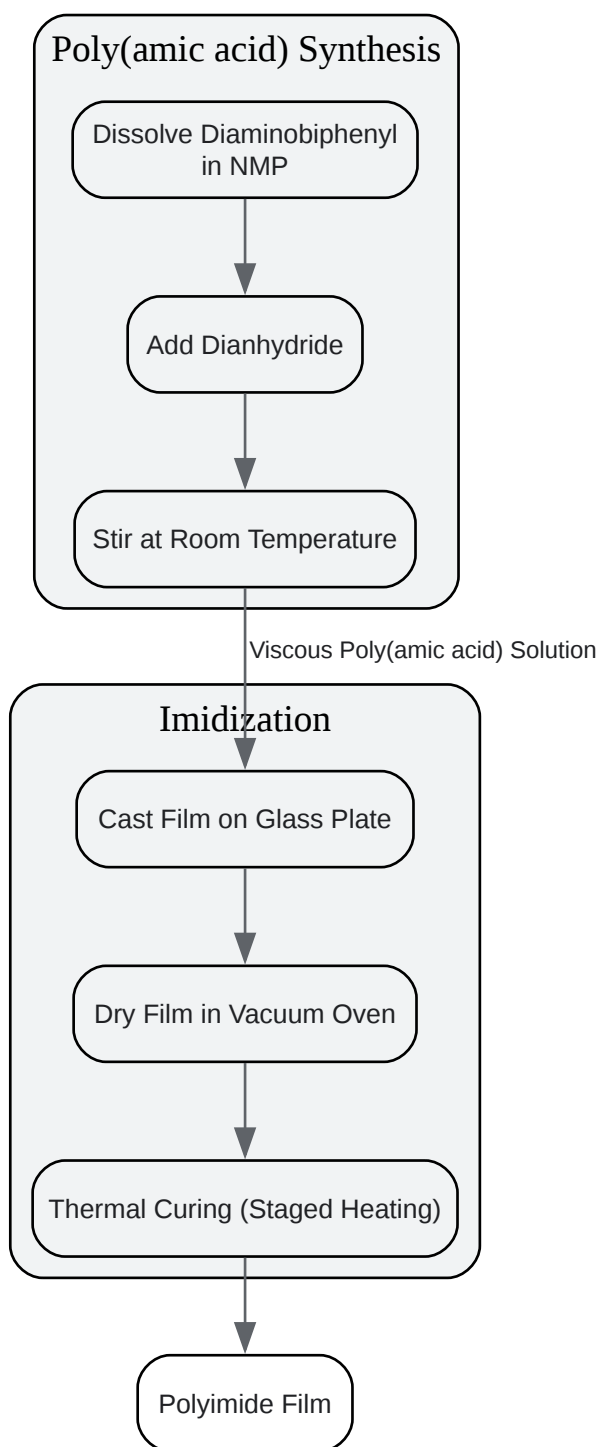 Poly(amic acid) Synthesis
Dissolve Diaminobiphenyl
in NMP
Add Dianhydride
Stir at Room Temperature
Viscous Poly(amic acid) Solution
Imidization
Cast Film on Glass Plate
Dry Film in Vacuum Oven
Thermal Curing (Staged Heating)
Polyimide Film